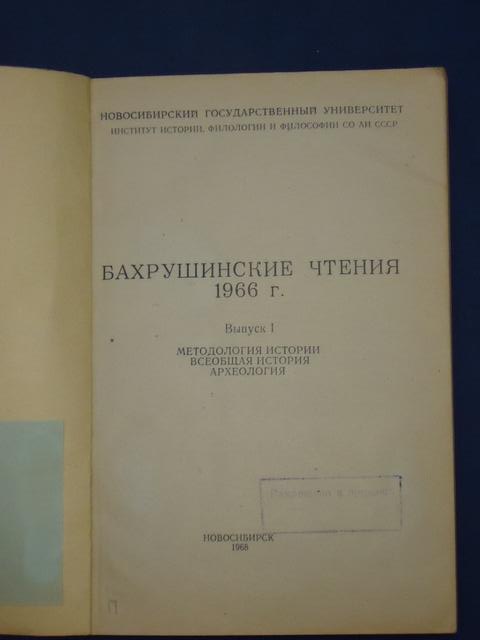 НОВОСИБИРСКИЙ ГОСУДАРСТВЕННЫЙ УНИВЕРСИТЕТ
ИНСТИТУТ ИСТОРИИ, ФИЛОЛОГИИ И ФИЛОСОФИИ СО АН СССР
БАХРУШИНСКИЕ ЧТЕНИЯ
1966 г.
Выпуск I
МЕТОДОЛОГИЯ ИСТОРИИ
ВСЕОБЩАЯ ИСТОРИЯ
АРХЕОЛОГИЯ
НОВОСИБИРСК
1968